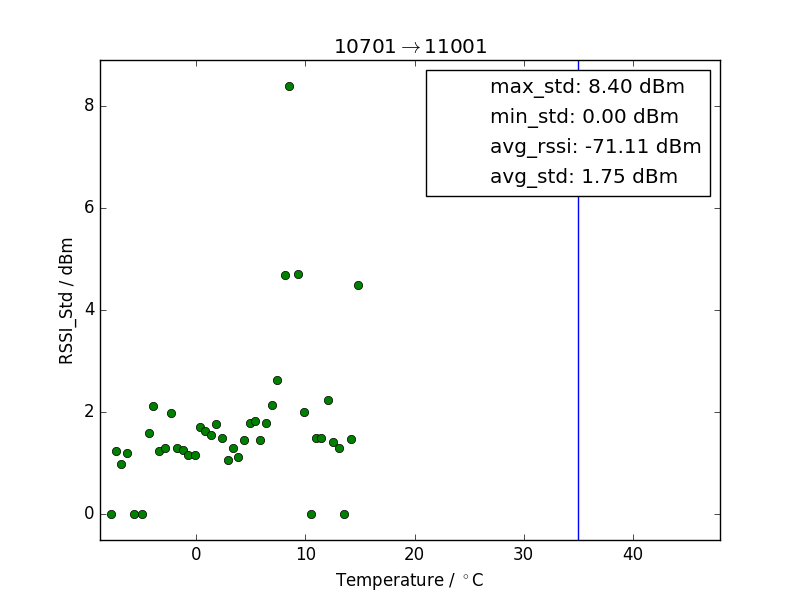 10701→11001
max_std: 8.40 dBm
min_std: 0.00 dBm
avg_rssi: -71.11 dBm
avg_std: 1.75 dBm
8
6
4
2
0
RSSI_Std / dBm
0 10 20 30 40
Temperature / °C